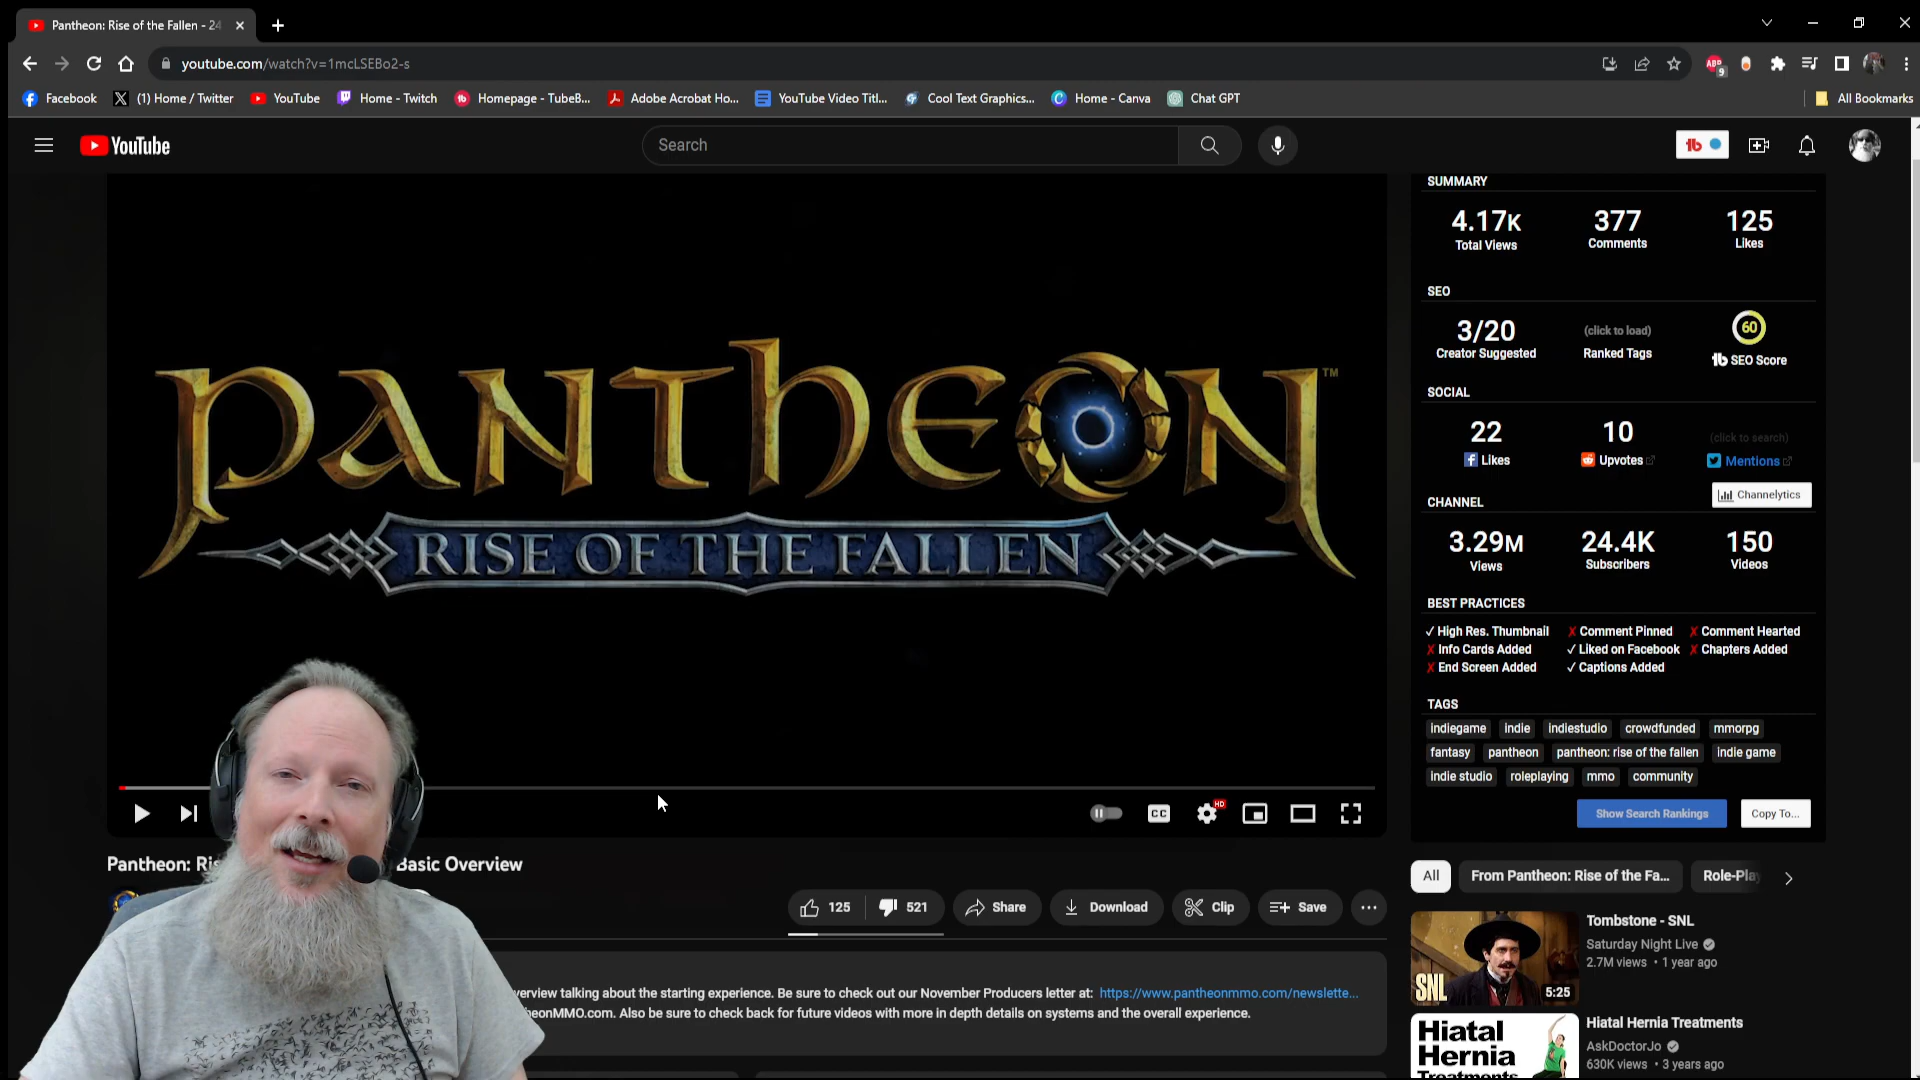 Pantheon: Rise of the Fallen - 24
youtube.com/watch?v=1mcLSEBo2-s
ABP
9
Facebook
(1) Home / Twitter
YouTube
Home - Twitch
Homepage - TubeB...
Adobe Acrobat Ho...
YouTube Video Titl...
Cool Text Graphics...
Home - Canva
Chat GPT
All Bookmarks
YouTube
Search
tb
PANTHEON
TM
RISE OF THE FALLEN
CC
HD
Pantheon: Ris
Basic Overview
125
521
Share
Download
Clip
Save
verview talking about the starting experience. Be sure to check out our November Producers letter at: https://www.pantheonmmo.com/newslette...
heonMMO.com. Also be sure to check back for future videos with more in depth details on systems and the overall experience.
SUMMARY
4.17K 377 125
Total Views Comments Likes
SEO
3/20 (click to load) 60
Creator Suggested Ranked Tags tb SEO Score
SOCIAL
22 10 (click to search)
Likes Upvotes Mentions
Channelytics
CHANNEL
3.29M 24.4K 150
Views Subscribers Videos
BEST PRACTICES
✓ High Res. Thumbnail ✗ Comment Pinned ✗ Comment Hearted
✗ Info Cards Added ✓ Liked on Facebook ✗ Chapters Added
✗ End Screen Added ✓ Captions Added
TAGS
indiegame indie indiestudio crowdfunded mmorpg
fantasy pantheon pantheon: rise of the fallen indie game
indie studio roleplaying mmo community
Show Search Rankings
Copy To...
All
From Pantheon: Rise of the Fa...
Role-Pla
SNL
5:25
Tombstone - SNL
Saturday Night Live
2.7M views • 1 year ago
Hiatal
Hernia
Treatments
Hiatal Hernia Treatments
AskDoctorJo
630K views • 3 years ago